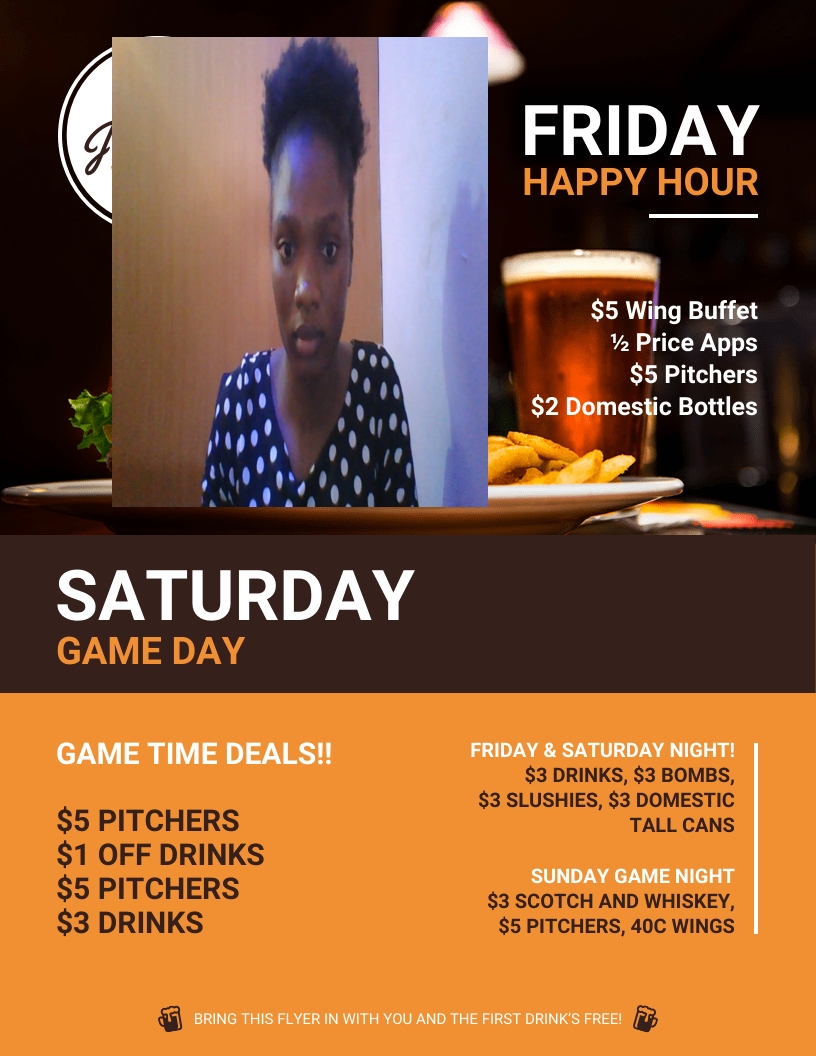 FRIDAY
HAPPY HOUR
$5 Wing Buffet
½ Price Apps
$5 Pitchers
$2 Domestic Bottles
SATURDAY
GAME DAY
GAME TIME DEALS!!
$5 PITCHERS
$1 OFF DRINKS
$5 PITCHERS
$3 DRINKS
FRIDAY & SATURDAY NIGHT!
$3 DRINKS, $3 BOMBS,
$3 SLUSHIES, $3 DOMESTIC
TALL CANS
SUNDAY GAME NIGHT
$3 SCOTCH AND WHISKEY,
$5 PITCHERS, 40C WINGS
BRING THIS FLYER IN WITH YOU AND THE FIRST DRINK'S FREE!